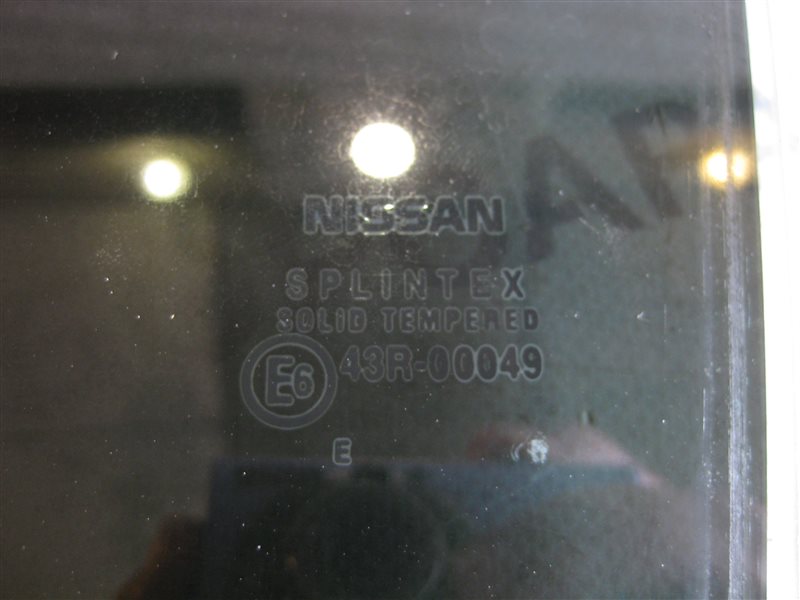 NISSAN
SPLINTEX
SOLID TEMPERED
E6 43R-00049
E